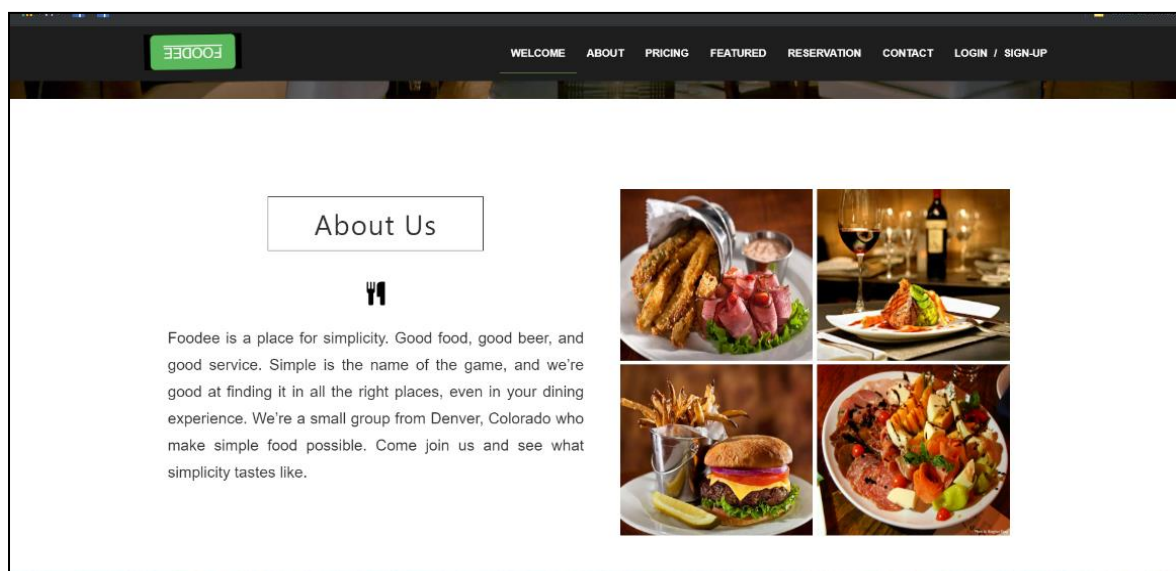 FOODEE
WELCOME ABOUT PRICING FEATURED RESERVATION CONTACT LOGIN / SIGN-UP
About Us
Foodee is a place for simplicity. Good food, good beer, and
good service. Simple is the name of the game, and we’re
good at finding it in all the right places, even in your dining
experience. We’re a small group from Denver, Colorado who
make simple food possible. Come join us and see what
simplicity tastes like.